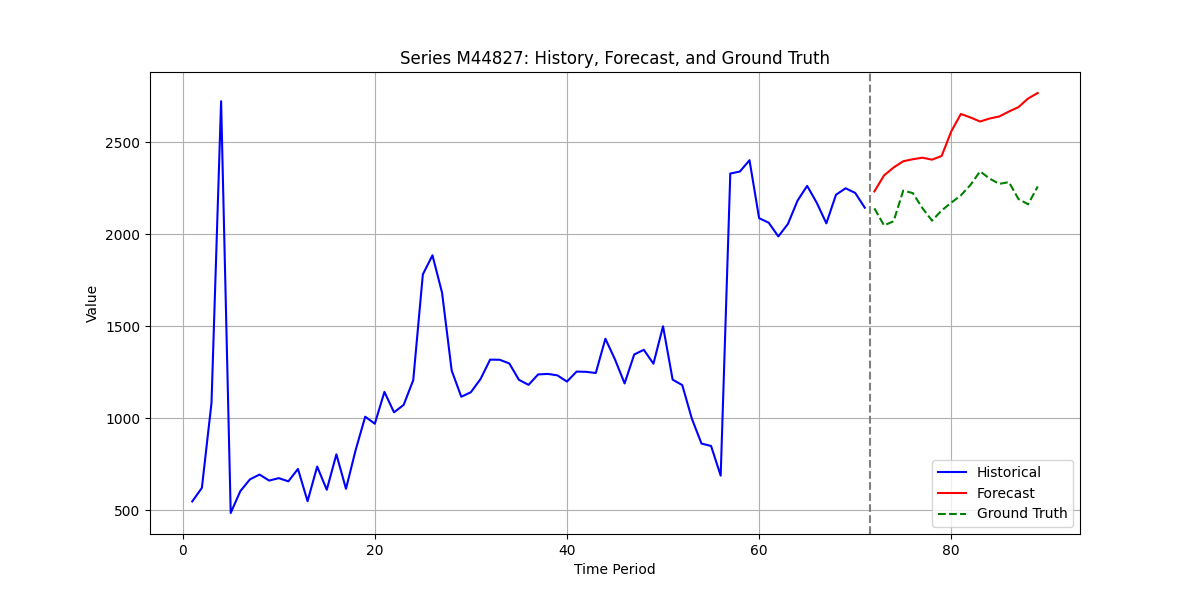 Series M44827: History, Forecast, and Ground Truth
Value
2500
2000
1500
1000
500
0
20
40
60
80
Time Period
Historical
Forecast
Ground Truth